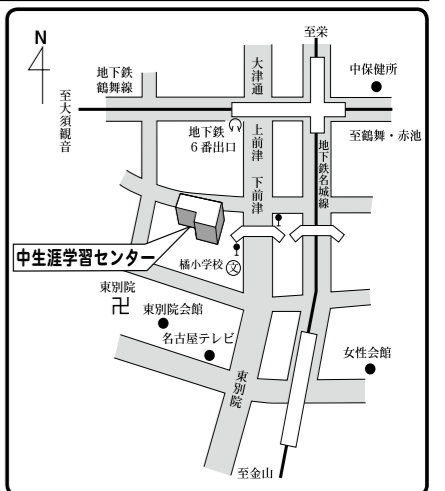 N
至栄
大津通
中保健所
地下鉄
鶴舞線
至大須観音
地下鉄
6番出口
上前津
至鶴舞・赤池
地下鉄名城線
下前津
中生涯学習センター
橘小学校
文
東別院
卍
東別院会館
名古屋テレビ
女性会館
東別院
至金山